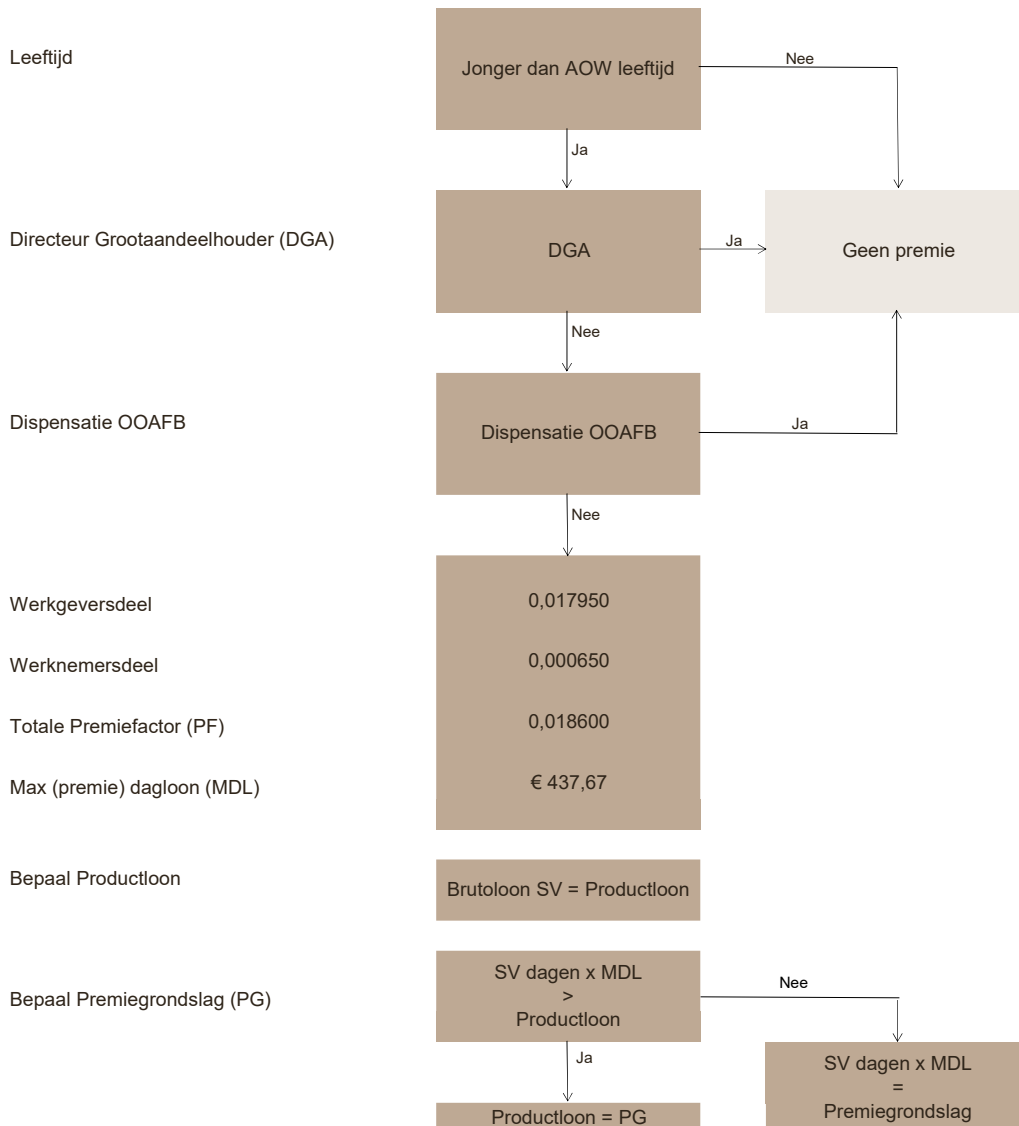 Leeftijd
Jonger dan AOW leeftijd
Nee
Ja
Directeur Grootaandeelhouder (DGA)
DGA
Ja
Geen premie
Nee
Dispensatie OOAFB
Dispensatie OOAFB
Ja
Nee
Werkgeversdeel
0,017950
Werknemersdeel
0,000650
Totale Premiefactor (PF)
0,018600
Max (premie) dagloon (MDL)
€ 437,67
Bepaal Productloon
Brutoloon SV = Productloon
Bepaal Premiegrondslag (PG)
SV dagen x MDL
>
Productloon
Nee
Ja
SV dagen x MDL
=
Premiegrondslag
Productloon = PG